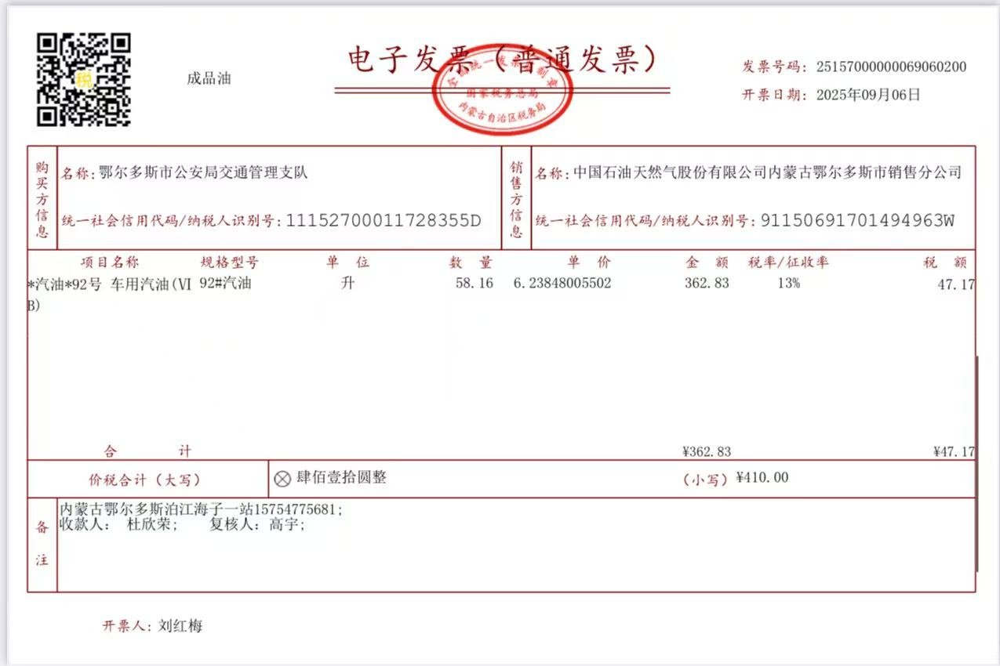 税
成品油
电子发票（普通发票）
全国统一发票监制章
国家税务总局
内蒙古自治区税务局
发票号码：25157000000069060200
开票日期：2025年09月06日
购买方信息
名称：鄂尔多斯市公安局交通管理支队
统一社会信用代码/纳税人识别号：11152700011728355D
销售方信息
名称：中国石油天然气股份有限公司内蒙古鄂尔多斯市销售分公司
统一社会信用代码/纳税人识别号：91150691701494963W
项目名称 规格型号 单 位 数 量 单 价 金 额 税率/征收率 税 额
*汽油*92号 车用汽油(VI 92#汽油 升 58.16 6.23848005502 362.83 13% 47.17
B)
合 计 ¥362.83 ¥47.17
价税合计（大写） 肆佰壹拾圆整 （小写）¥410.00
备注
内蒙古鄂尔多斯泊江海子一站15754775681;
收款人： 杜欣荣; 复核人：高宇;
开票人：刘红梅